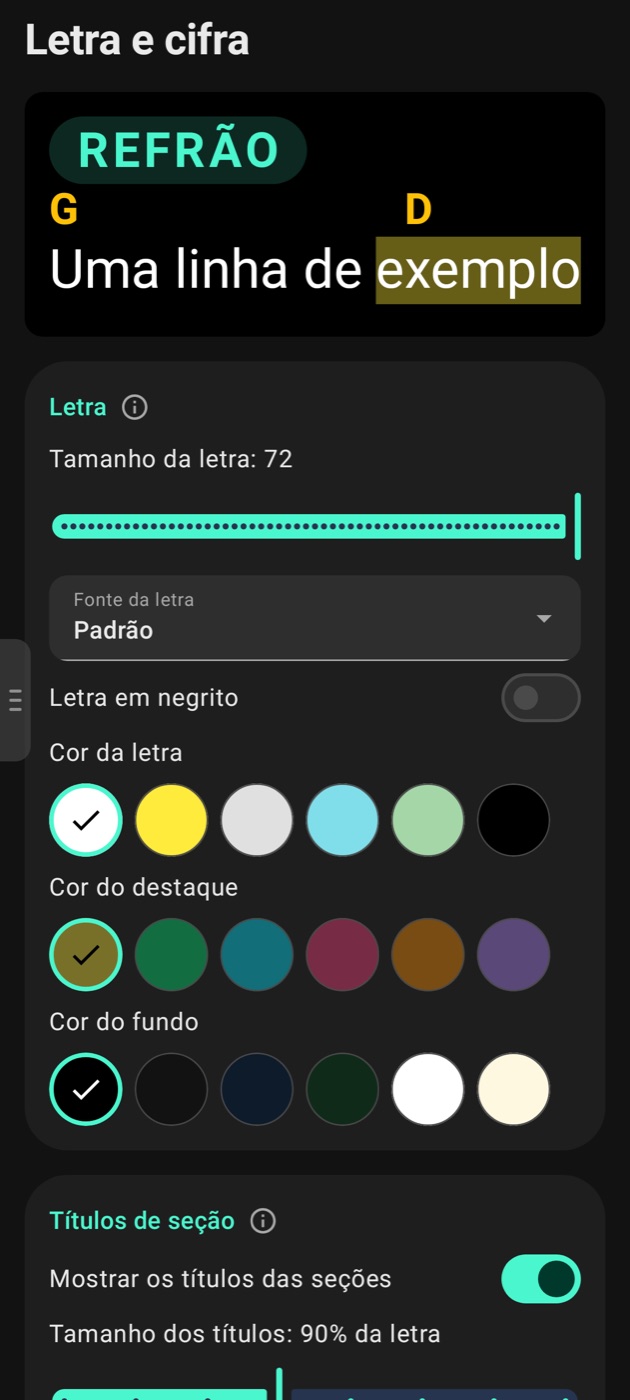 Letra e cifra
REFRÃO
G D
Uma linha de exemplo
Letra
Tamanho da letra: 72
Fonte da letra
Padrão
Letra em negrito
Cor da letra
Cor do destaque
Cor do fundo
Títulos de seção
Mostrar os títulos das seções
Tamanho dos títulos: 90% da letra